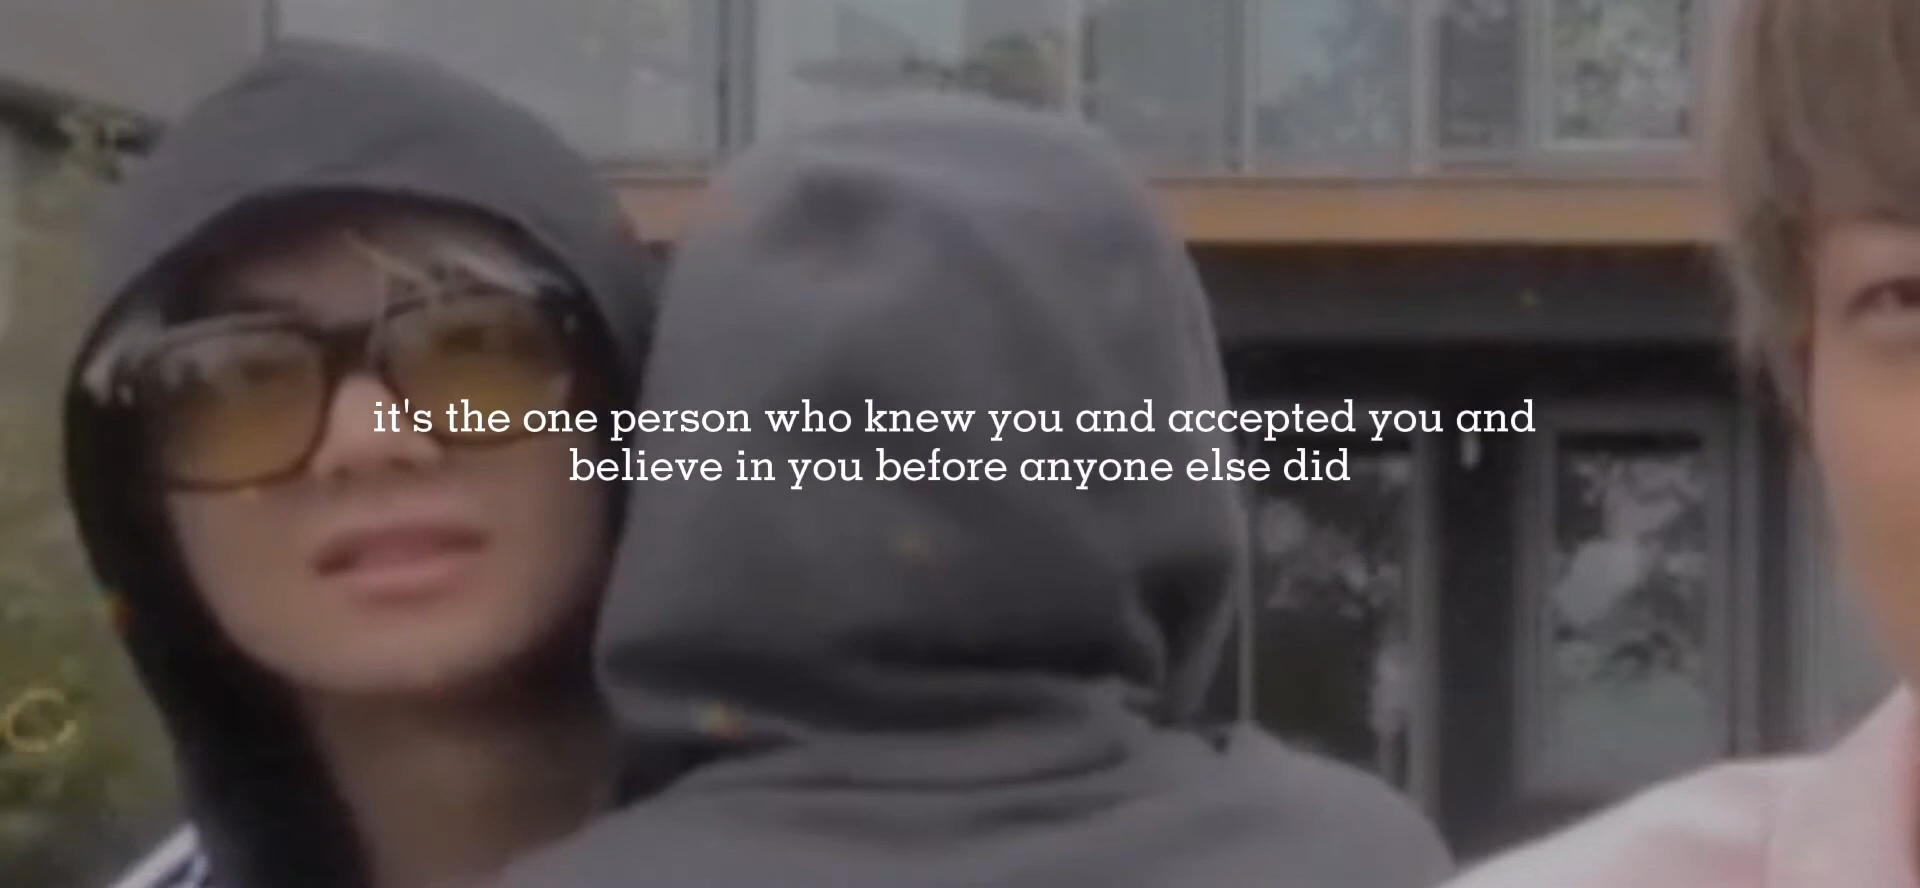 it's the one person who knew you and accepted you and
believe in you before anyone else did